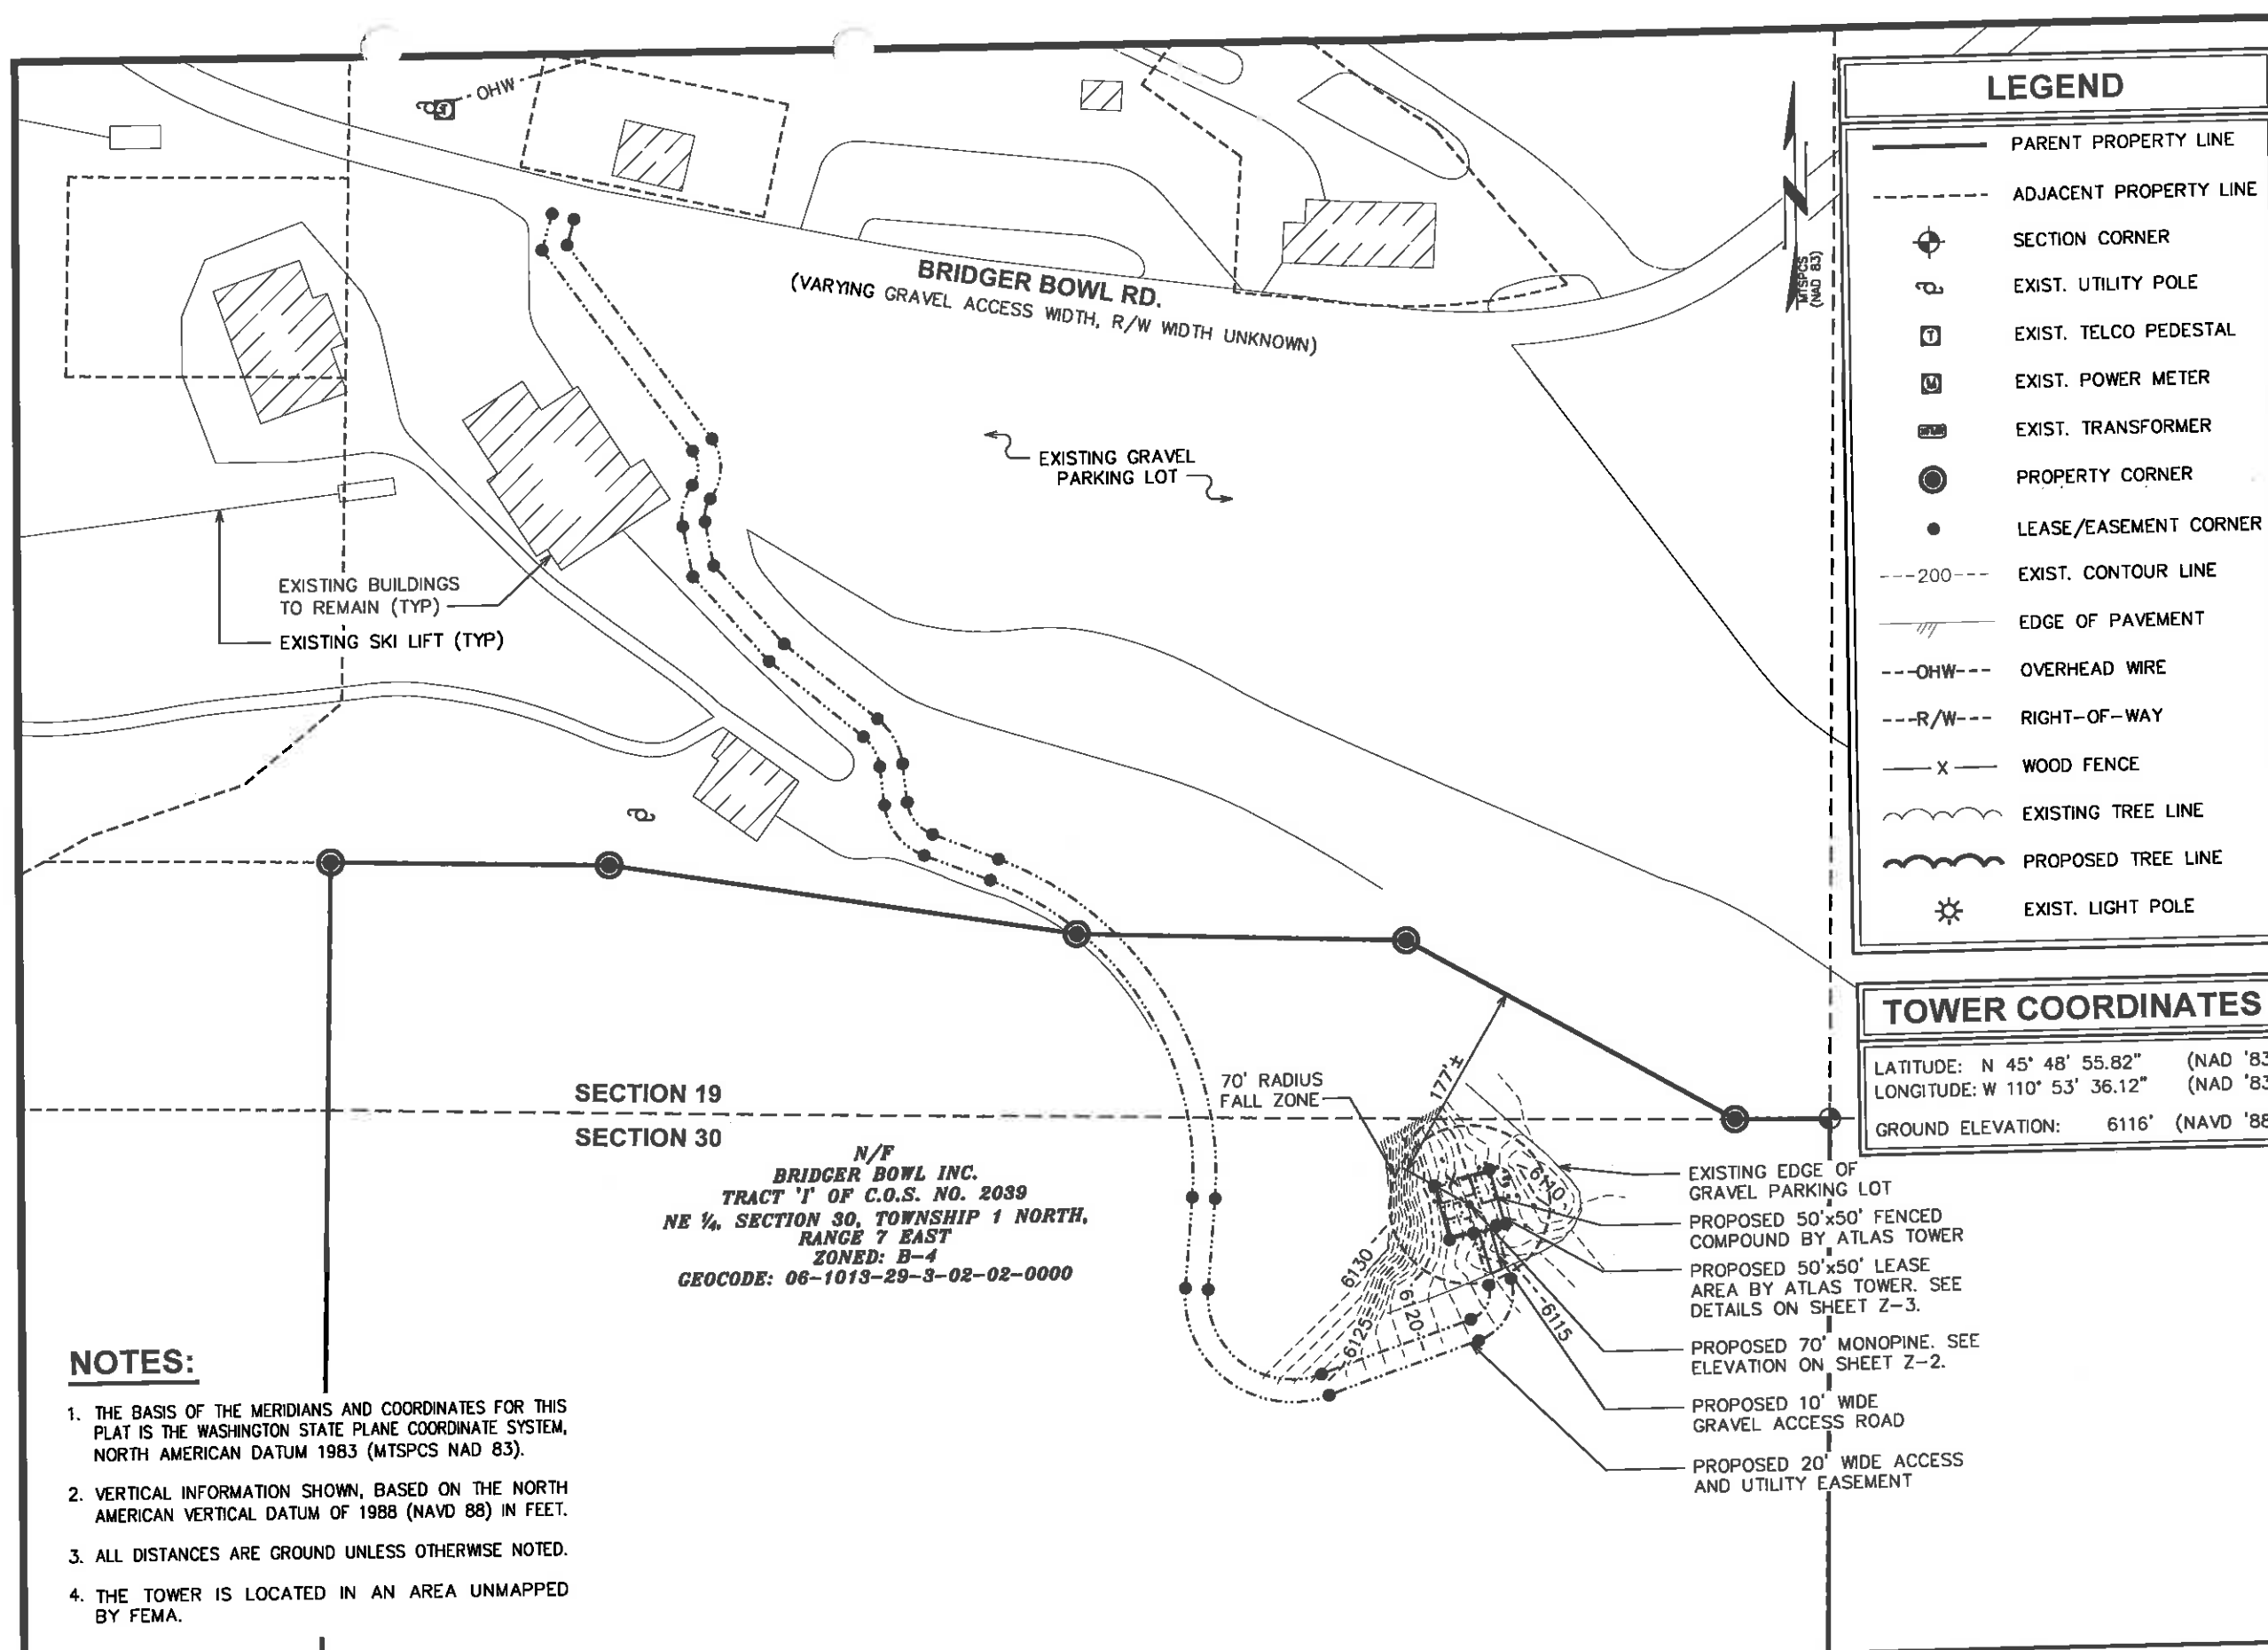 OHW
BRIDGER BOWL RD.
(VARYING GRAVEL ACCESS WIDTH, R/W WIDTH UNKNOWN)
MTSPCS
(NAD 83)
EXISTING GRAVEL
PARKING LOT
EXISTING BUILDINGS
TO REMAIN (TYP)
EXISTING SKI LIFT (TYP)
LEGEND
PARENT PROPERTY LINE
ADJACENT PROPERTY LINE
SECTION CORNER
EXIST. UTILITY POLE
T EXIST. TELCO PEDESTAL
M EXIST. POWER METER
EXIST. TRANSFORMER
PROPERTY CORNER
LEASE/EASEMENT CORNER
---200--- EXIST. CONTOUR LINE
EDGE OF PAVEMENT
---OHW--- OVERHEAD WIRE
---R/W--- RIGHT-OF-WAY
X WOOD FENCE
EXISTING TREE LINE
PROPOSED TREE LINE
EXIST. LIGHT POLE
TOWER COORDINATES
LATITUDE: N 45° 48' 55.82" (NAD '83
LONGITUDE: W 110° 53' 36.12" (NAD '83
GROUND ELEVATION: 6116' (NAVD '88
SECTION 19
SECTION 30
N/F
BRIDGER BOWL INC.
TRACT 'I' OF C.O.S. NO. 2039
NE ¼, SECTION 30, TOWNSHIP 1 NORTH,
RANGE 7 EAST
ZONED: B-4
GEOCODE: 06-1013-29-3-02-02-0000
70' RADIUS
FALL ZONE
177'±
6110
6130
6125
6120
6115
EXISTING EDGE OF
GRAVEL PARKING LOT
PROPOSED 50'x50' FENCED
COMPOUND BY ATLAS TOWER
PROPOSED 50'x50' LEASE
AREA BY ATLAS TOWER. SEE
DETAILS ON SHEET Z-3.
PROPOSED 70' MONOPINE. SEE
ELEVATION ON SHEET Z-2.
PROPOSED 10' WIDE
GRAVEL ACCESS ROAD
PROPOSED 20' WIDE ACCESS
AND UTILITY EASEMENT
NOTES:
1. THE BASIS OF THE MERIDIANS AND COORDINATES FOR THIS
PLAT IS THE WASHINGTON STATE PLANE COORDINATE SYSTEM,
NORTH AMERICAN DATUM 1983 (MTSPCS NAD 83).
2. VERTICAL INFORMATION SHOWN, BASED ON THE NORTH
AMERICAN VERTICAL DATUM OF 1988 (NAVD 88) IN FEET.
3. ALL DISTANCES ARE GROUND UNLESS OTHERWISE NOTED.
4. THE TOWER IS LOCATED IN AN AREA UNMAPPED
BY FEMA.